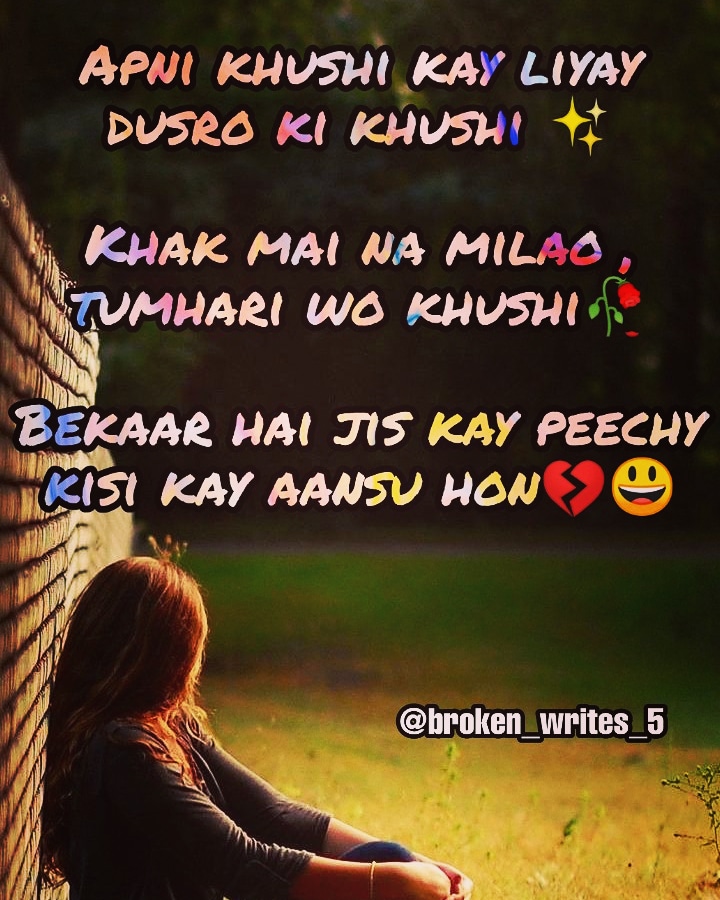 Apni khushi kay liyay
dusro ki khushi ✨
Khak mai na milao ,
tumhari wo khushi🥀
Bekaar hai jis kay peechy
kisi kay aansu hon💔😃
@broken_writes_5